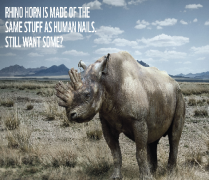 RHINO HORN IS MADE OF THE
SAME STUFF AS HUMAN NAILS.
STILL WANT SOME?